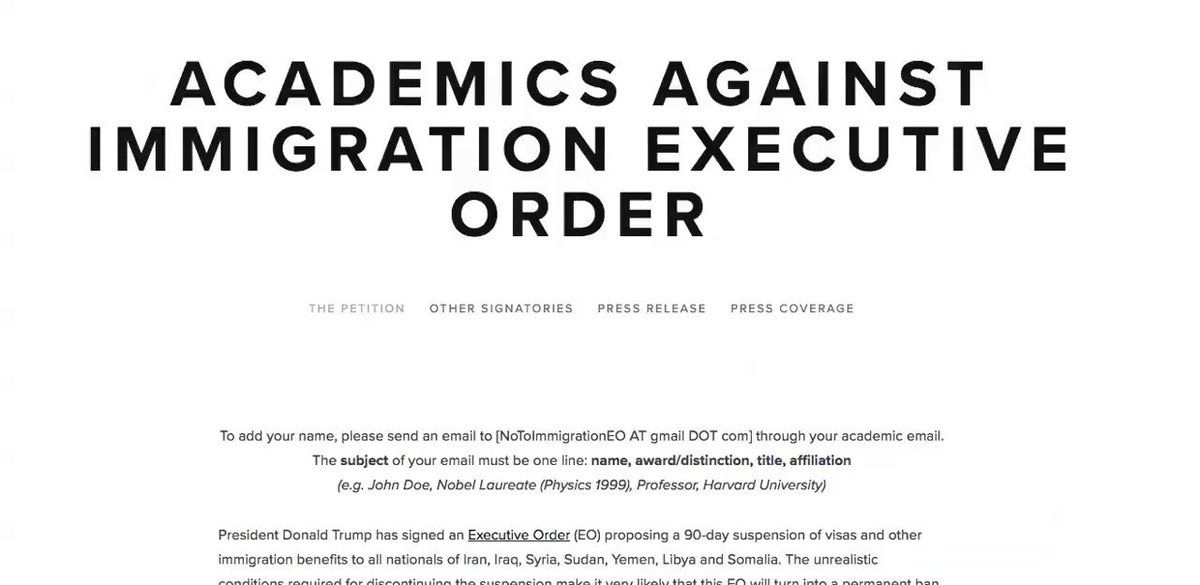 ACADEMICS AGAINST
IMMIGRATION EXECUTIVE
ORDER
THE PETITION OTHER SIGNATORIES PRESS RELEASE PRESS COVERAGE
To add your name, please send an email to [NoToImmigrationEO AT gmail DOT com] through your academic email.
The subject of your email must be one line: name, award/distinction, title, affiliation
(e.g. John Doe, Nobel Laureate (Physics 1999), Professor, Harvard University)
President Donald Trump has signed an Executive Order (EO) proposing a 90-day suspension of visas and other
immigration benefits to all nationals of Iran, Iraq, Syria, Sudan, Yemen, Libya and Somalia. The unrealistic
conditions required for discontinuing the suspension make it very likely that this EO will turn into a permanent ban